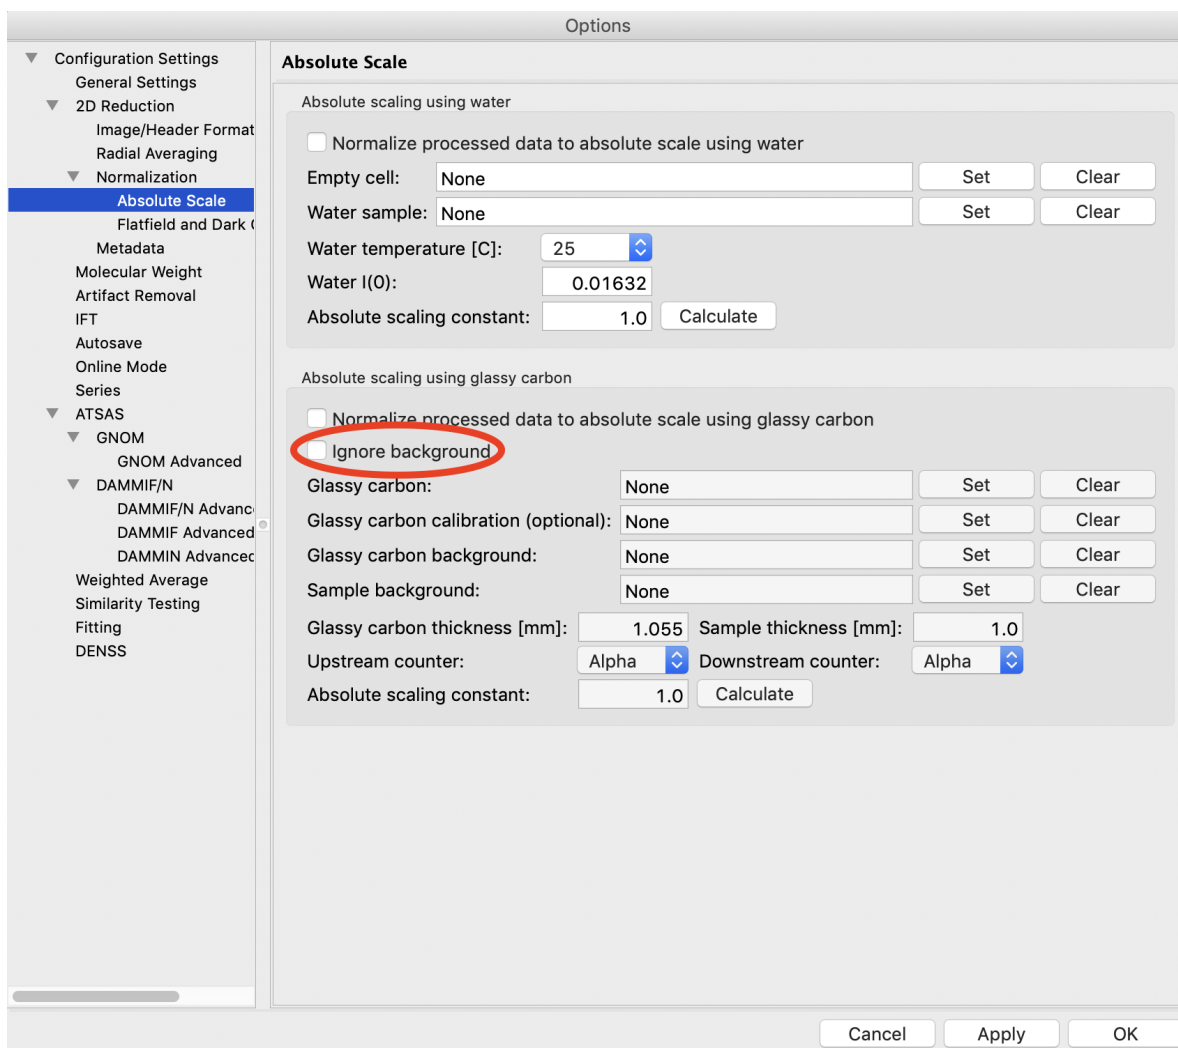 Options
Configuration Settings
General Settings
2D Reduction
Image/Header Format
Radial Averaging
Normalization
Absolute Scale
Flatfield and Dark
Metadata
Molecular Weight
Artifact Removal
IFT
Autosave
Online Mode
Series
ATSAS
GNOM
GNOM Advanced
DAMMIF/N
DAMMIF/N Advanc
DAMMIF Advanced
DAMMIN Advanced
Weighted Average
Similarity Testing
Fitting
DENSS
Absolute Scale
Absolute scaling using water
Normalize processed data to absolute scale using water
Empty cell: None Set Clear
Water sample: None Set Clear
Water temperature [C]: 25
Water I(0): 0.01632
Absolute scaling constant: 1.0 Calculate
Absolute scaling using glassy carbon
Normalize processed data to absolute scale using glassy carbon
Ignore background
Glassy carbon: None Set Clear
Glassy carbon calibration (optional): None Set Clear
Glassy carbon background: None Set Clear
Sample background: None Set Clear
Glassy carbon thickness [mm]: 1.055 Sample thickness [mm]: 1.0
Upstream counter: Alpha Downstream counter: Alpha
Absolute scaling constant: 1.0 Calculate
Cancel Apply OK